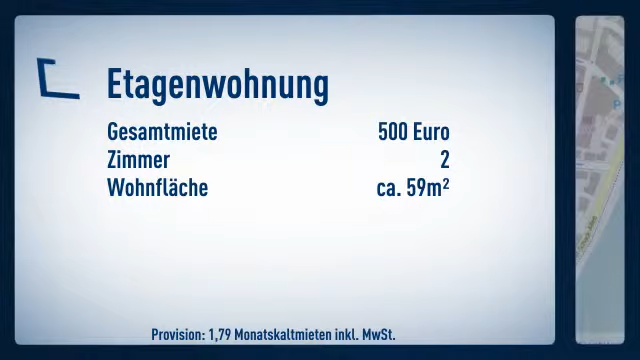 Etagenwohnung
Gesamtmiete 500 Euro
Zimmer 2
Wohnfläche ca. 59m²
Provision: 1,79 Monatskaltmieten inkl. MwSt.